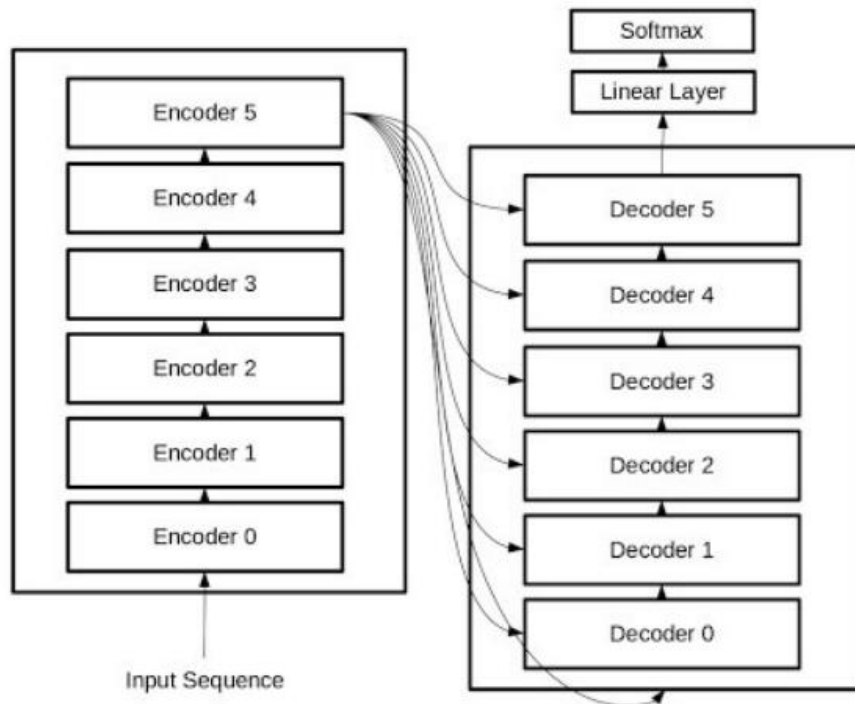 Encoder 5
Encoder 4
Encoder 3
Encoder 2
Encoder 1
Encoder 0
Input Sequence
Softmax
Linear Layer
Decoder 5
Decoder 4
Decoder 3
Decoder 2
Decoder 1
Decoder 0